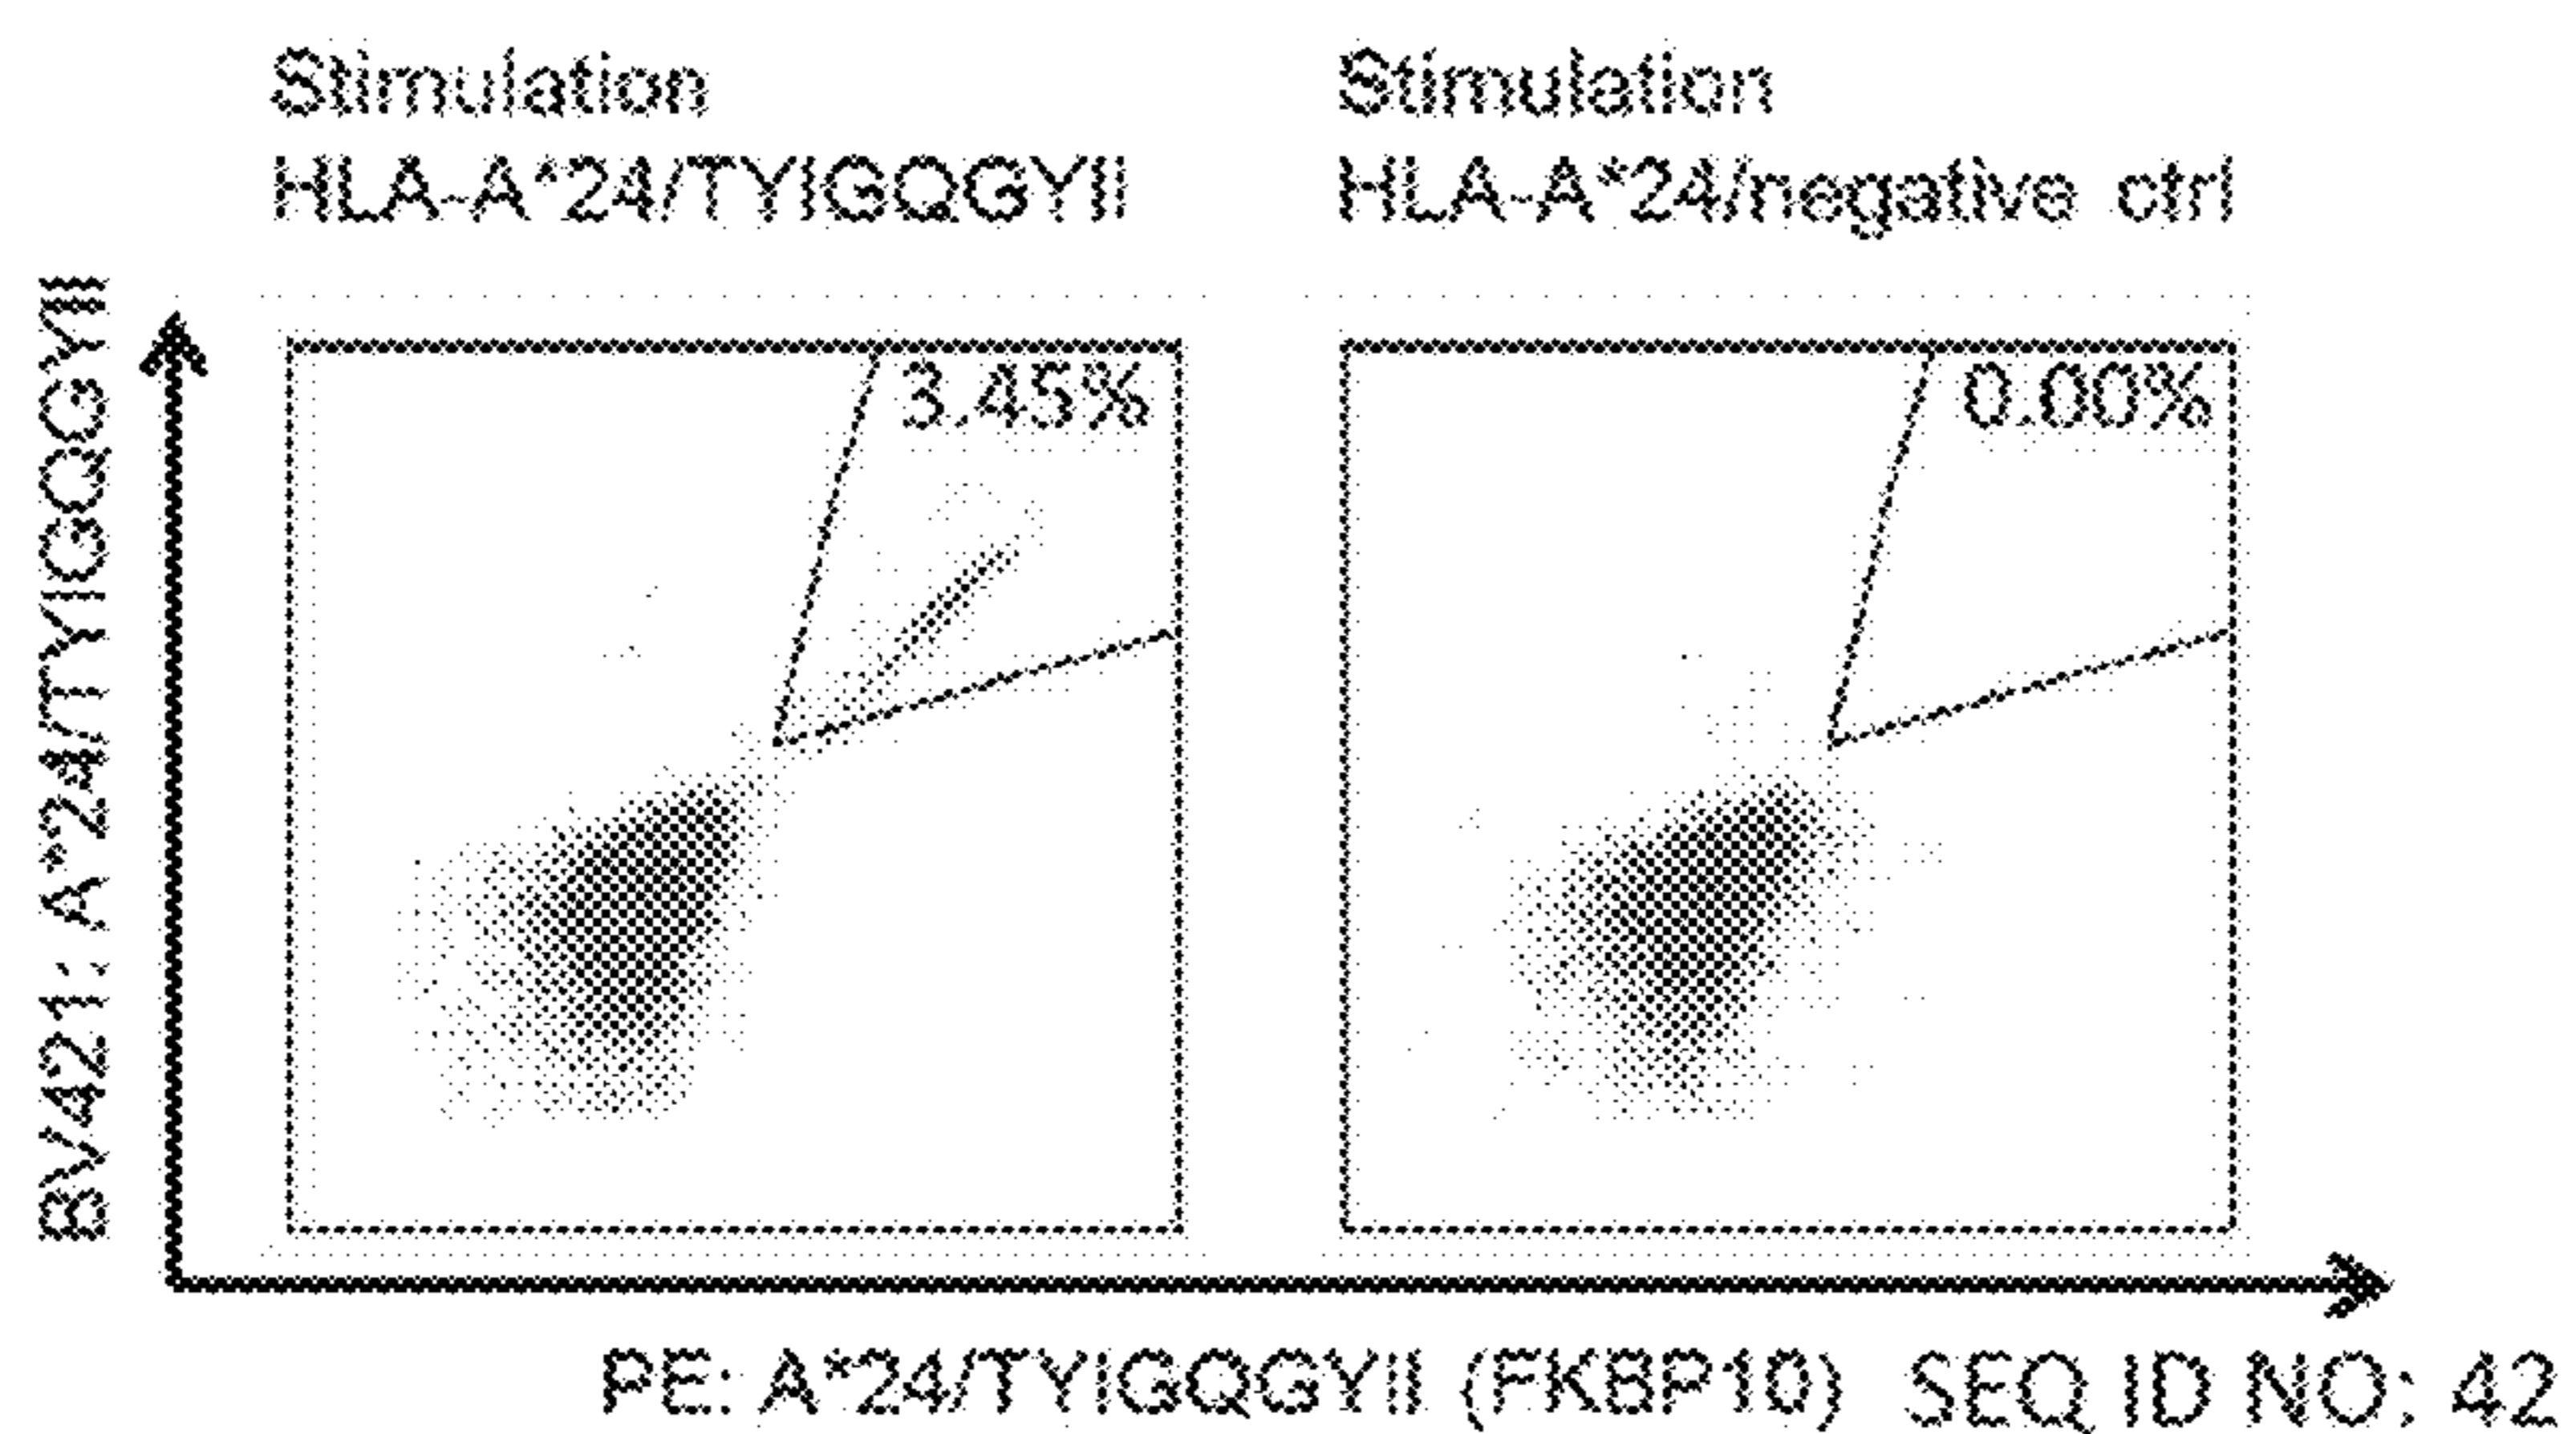 Stimulation
HLA-A*24/TYIGQGYII
Stimulation
HLA-A*24/negative ctrl
BV421: A*24/TYIGQGYII
3.45%
0.00%
PE: A*24/TYIGQGYII (FKBP10) SEQ ID NO: 42